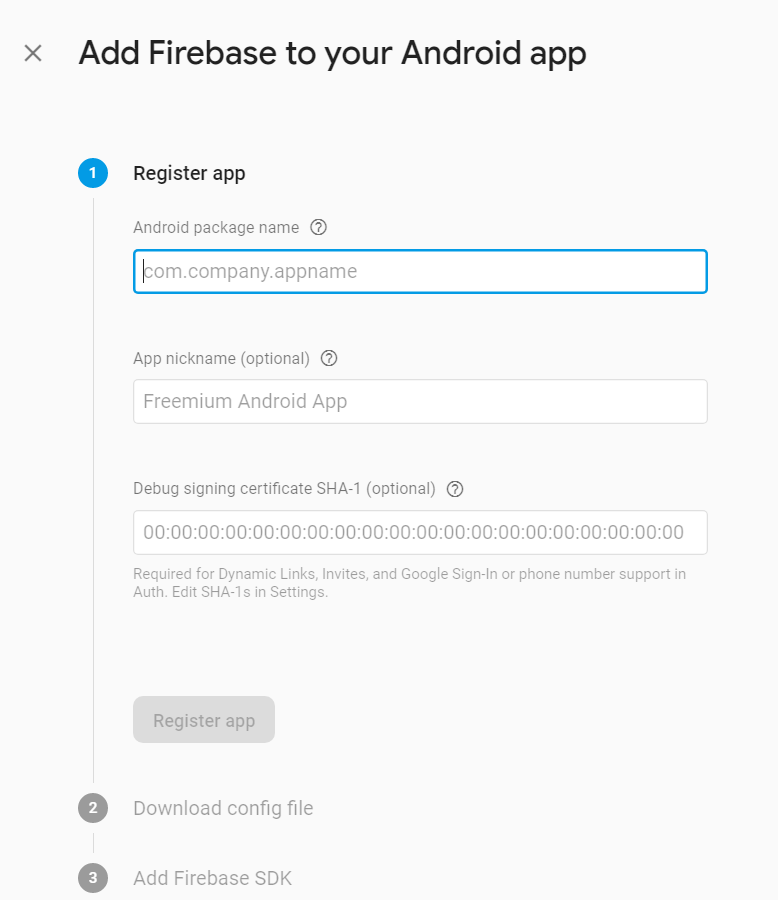 Add Firebase to your Android app
1
Register app
Android package name ?
com.company.appname
App nickname (optional) ?
Freemium Android App
Debug signing certificate SHA-1 (optional) ?
00:00:00:00:00:00:00:00:00:00:00:00:00:00:00:00:00:00:00:00
Required for Dynamic Links, Invites, and Google Sign-In or phone number support in
Auth. Edit SHA-1s in Settings.
Register app
2
Download config file
3
Add Firebase SDK